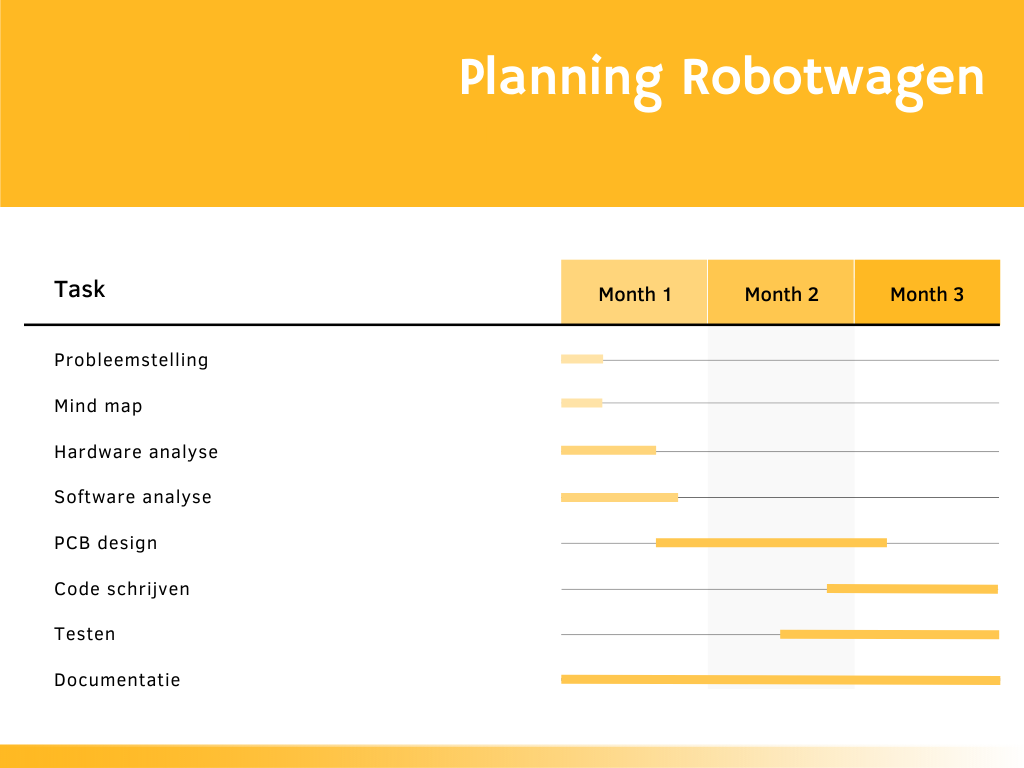 Planning Robotwagen
Task
Month 1
Month 2
Month 3
Probleemstelling
Mind map
Hardware analyse
Software analyse
PCB design
Code schrijven
Testen
Documentatie